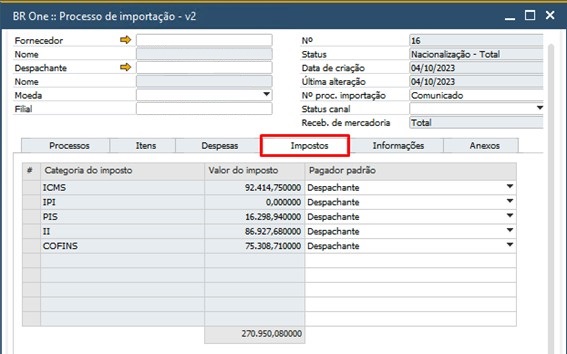 BR One :: Processo de importação - v2
Fornecedor
Nome
Despachante
Nome
Moeda
Filial
Nº 16
Status Nacionalização - Total
Data de criação 04/10/2023
Última alteração 04/10/2023
Nº proc. importação Comunicado
Status canal
Receb. de mercadoria Total
Processos Itens Despesas Impostos Informações Anexos
# Categoria do imposto Valor do imposto Pagador padrão
ICMS 92.414,750000 Despachante
IPI 0,000000 Despachante
PIS 16.298,940000 Despachante
II 86.927,680000 Despachante
COFINS 75.308,710000 Despachante
270.950,080000